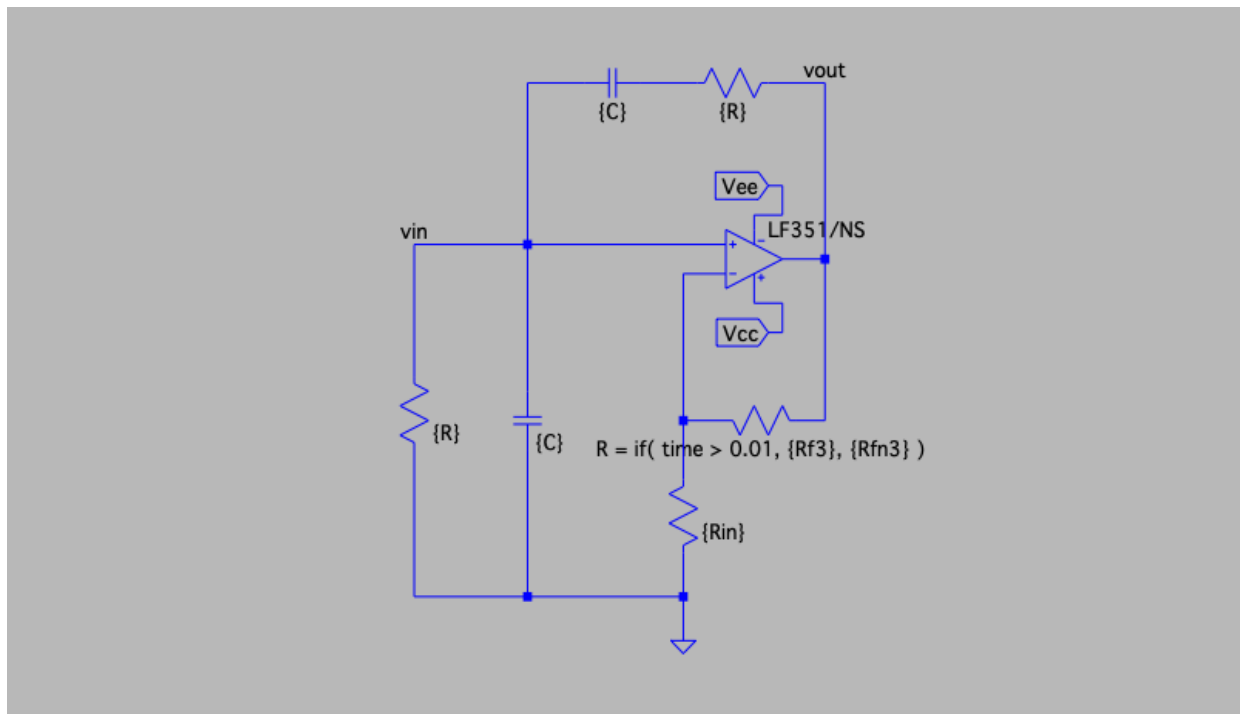 vout
{C}
{R}
Vee
LF351/NS
vin
Vcc
{R}
{C}
R = if( time > 0.01, {Rf3}, {Rfn3} )
{Rin}